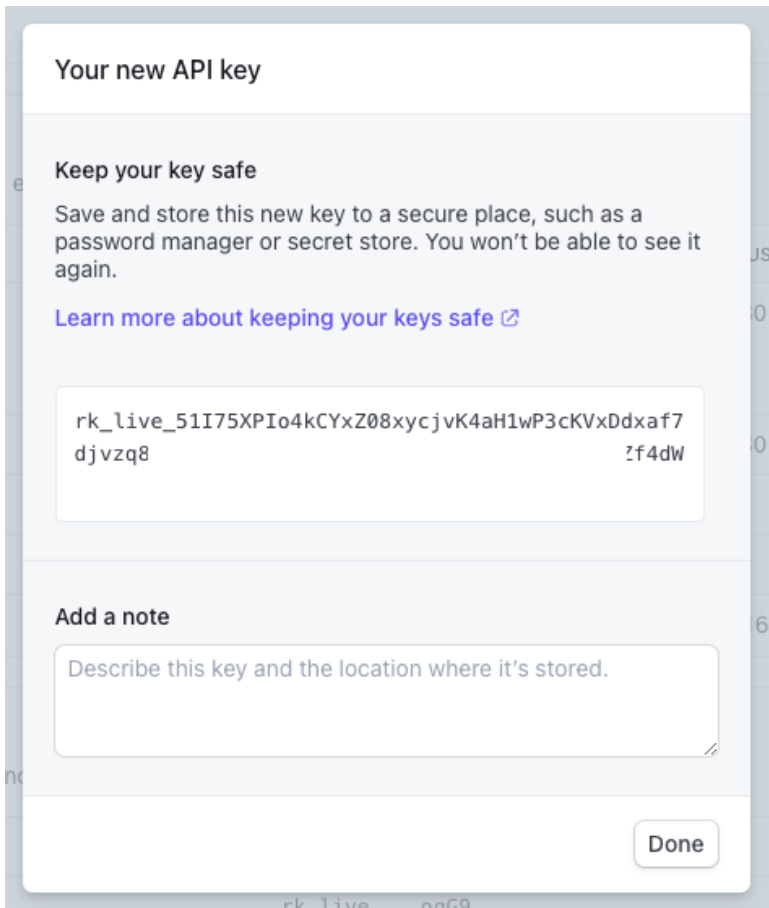 Your new API key
Keep your key safe
Save and store this new key to a secure place, such as a
password manager or secret store. You won’t be able to see it
again.
Learn more about keeping your keys safe
rk_live_51I75XPIo4kCYxZ08xycjvK4aH1wP3cKVxDdxaf7
djvzq8 Zf4dW
Add a note
Describe this key and the location where it’s stored.
Done